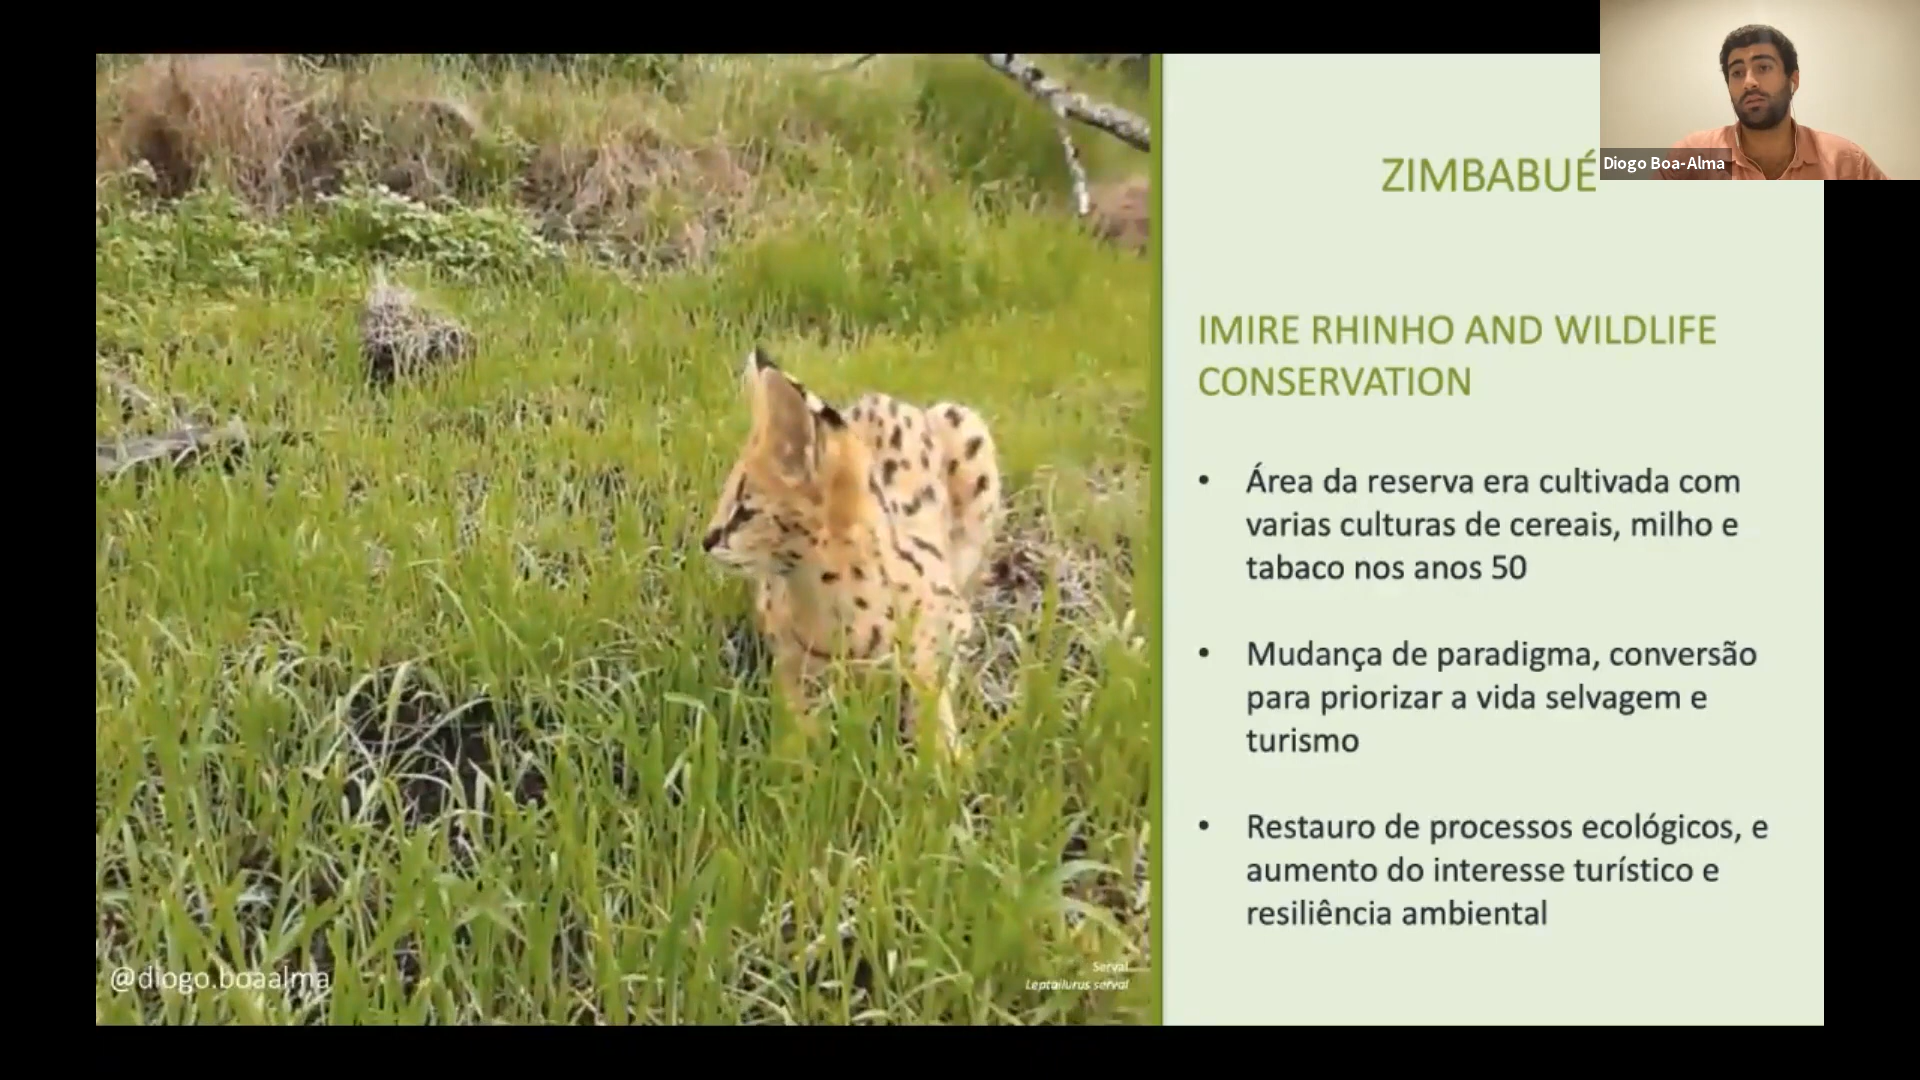 Diogo Boa-Alma
ZIMBABUÉ
IMIRE RHINHO AND WILDLIFE
CONSERVATION
• Área da reserva era cultivada com
varias culturas de cereais, milho e
tabaco nos anos 50
• Mudança de paradigma, conversão
para priorizar a vida selvagem e
turismo
• Restauro de processos ecológicos, e
aumento do interesse turístico e
resiliência ambiental
@diogo.boaalma
Serval
Leptailurus serval